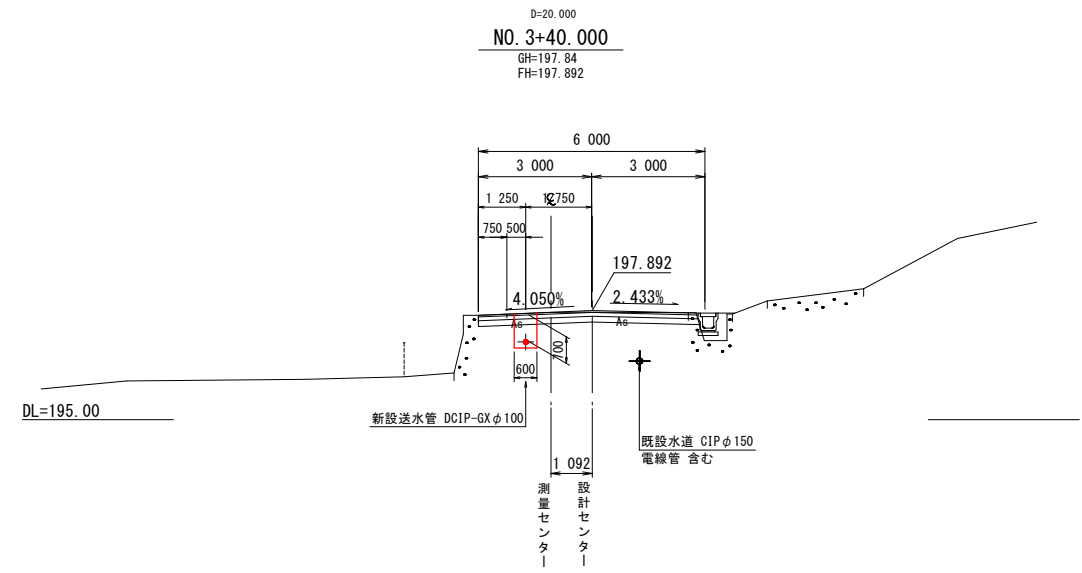 D=20.000
NO.3+40.000
GH=197.84
FH=197.892
6 000
3 000
3 000
1 250
1 750
750
500
197.892
4.050%
2.433%
As
As
700
600
DL=195.00
新設送水管 DCIP-GXφ100
既設水道 CIPφ150
電線管 含む
1 092
測量センター
設計センター